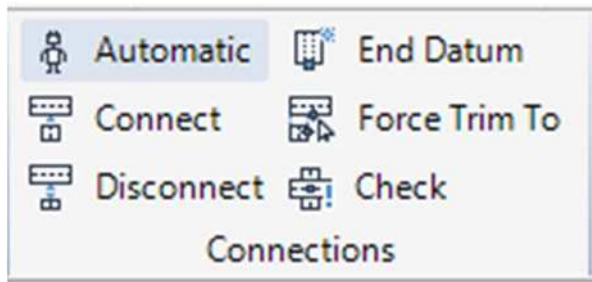 Automatic End Datum
Connect Force Trim To
Disconnect Check
Connections